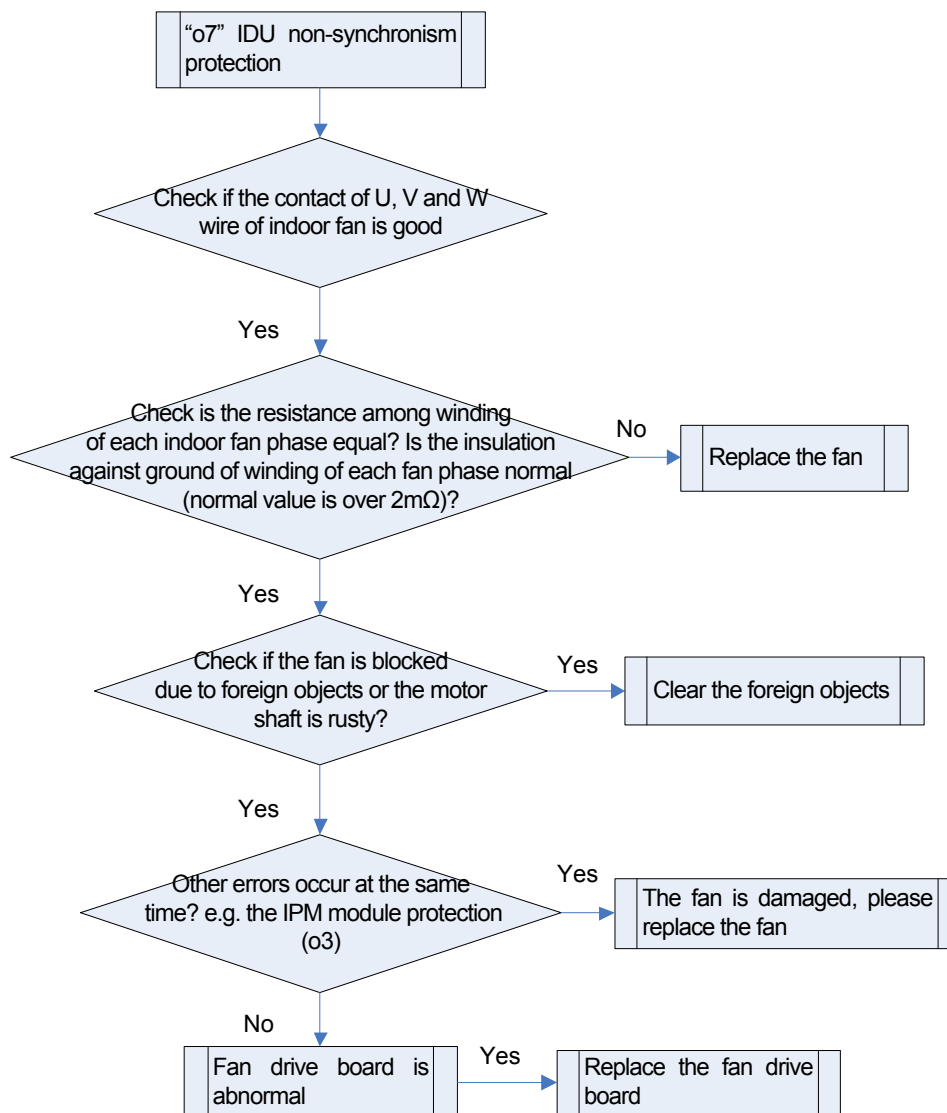 “o7” IDU non-synchronism
protection
Check if the contact of U, V and W
wire of indoor fan is good
Yes
Check is the resistance among winding
of each indoor fan phase equal? Is the insulation
against ground of winding of each fan phase normal
(normal value is over 2mΩ)?
No
Replace the fan
Yes
Check if the fan is blocked
due to foreign objects or the motor
shaft is rusty?
Yes
Clear the foreign objects
Yes
Other errors occur at the same
time? e.g. the IPM module protection
(o3)
Yes
The fan is damaged, please
replace the fan
No
Fan drive board is
abnormal
Yes
Replace the fan drive
board